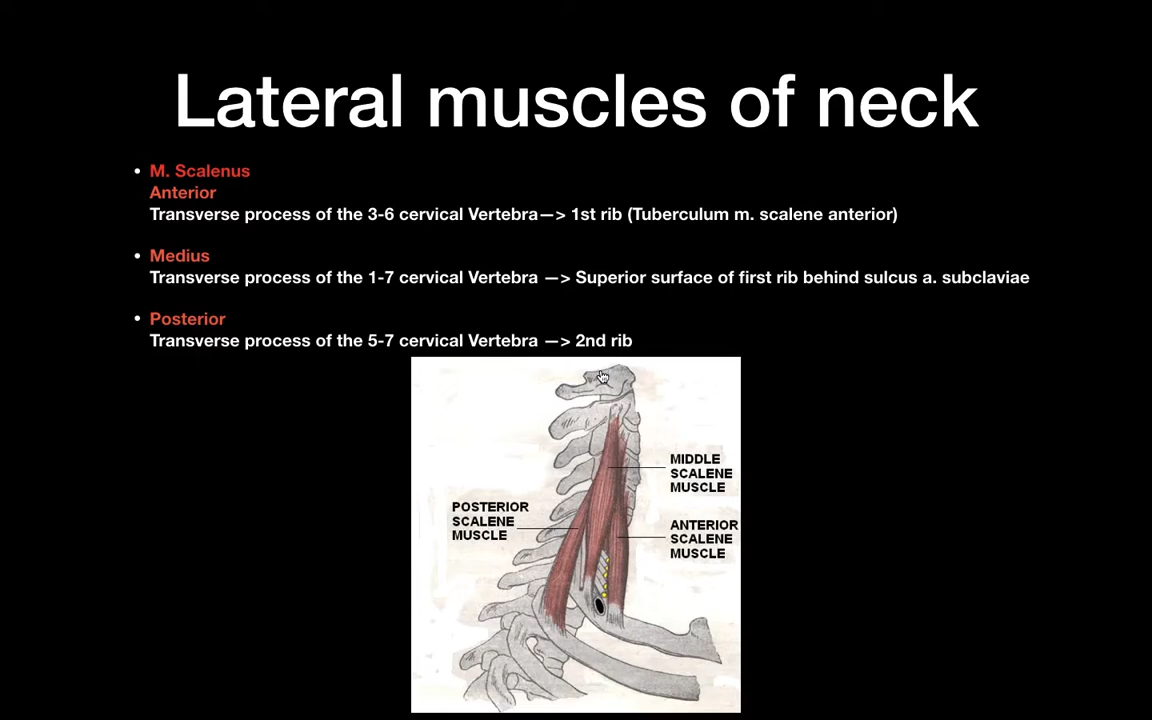 Lateral muscles of neck
• M. Scalenus
Anterior
Transverse process of the 3-6 cervical Vertebra—> 1st rib (Tuberculum m. scalene anterior)
• Medius
Transverse process of the 1-7 cervical Vertebra —> Superior surface of first rib behind sulcus a. subclaviae
• Posterior
Transverse process of the 5-7 cervical Vertebra —> 2nd rib
MIDDLE
SCALENE
MUSCLE
POSTERIOR
SCALENE
MUSCLE
ANTERIOR
SCALENE
MUSCLE